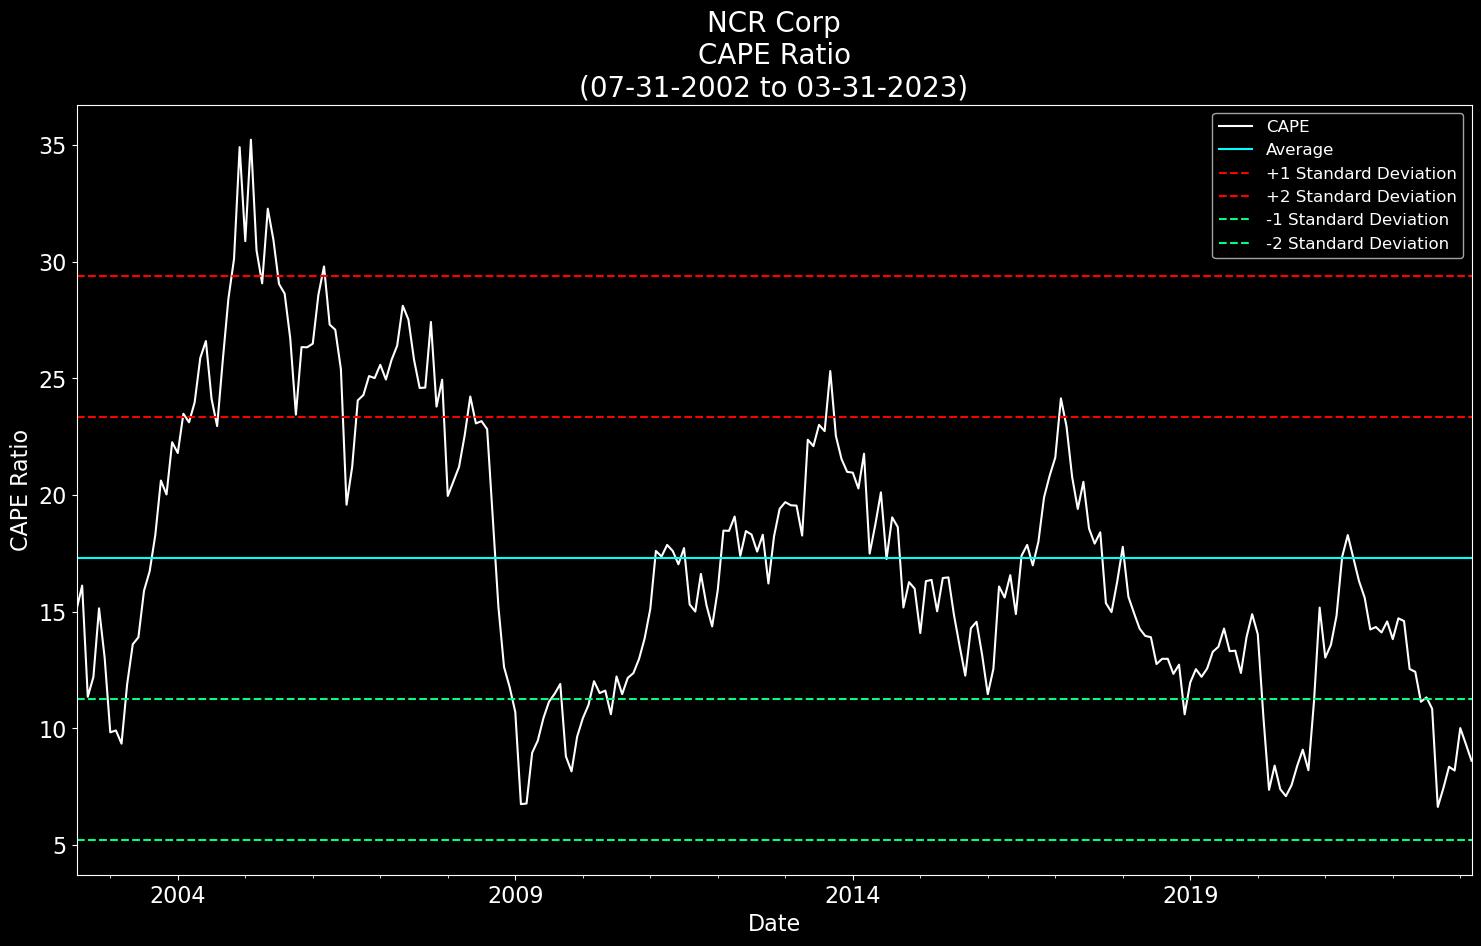 NCR Corp
CAPE Ratio
(07-31-2002 to 03-31-2023)
CAPE
Average
+1 Standard Deviation
+2 Standard Deviation
-1 Standard Deviation
-2 Standard Deviation
CAPE Ratio
35
30
25
20
15
10
5
2004
2009
2014
2019
Date